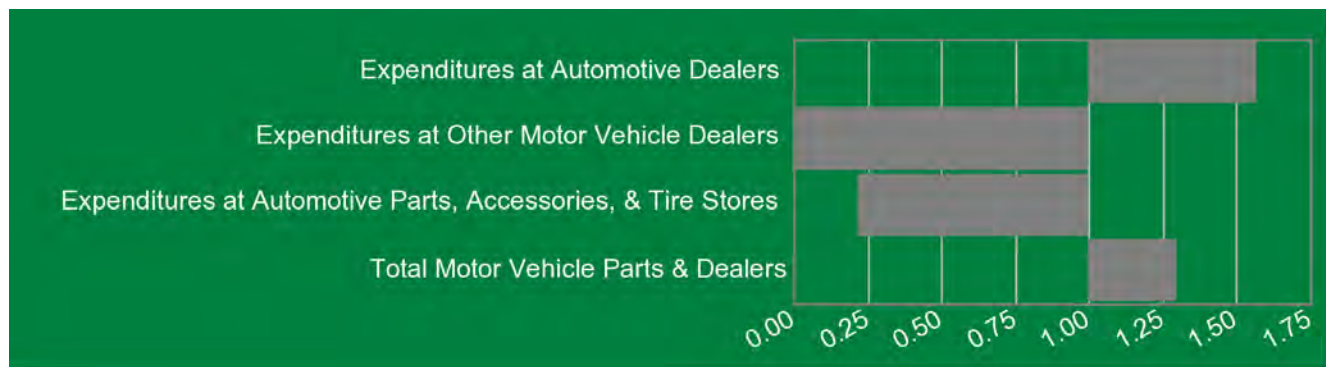 Expenditures at Automotive Dealers
Expenditures at Other Motor Vehicle Dealers
Expenditures at Automotive Parts, Accessories, & Tire Stores
Total Motor Vehicle Parts & Dealers
0.00 0.25 0.50 0.75 1.00 1.25 1.50 1.75